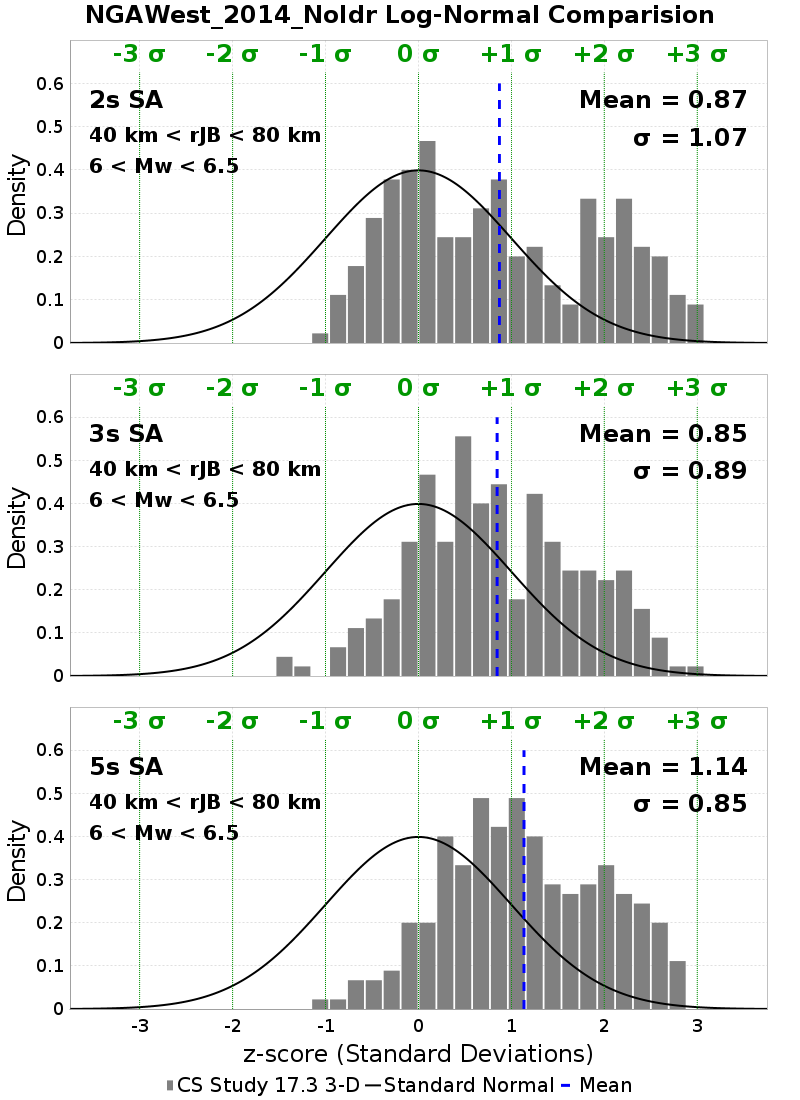 NGAWest_2014_NoIdr Log-Normal Comparision
-3 σ -2 σ -1 σ 0 σ +1 σ +2 σ +3 σ
0.6
2s SA Mean = 0.87
0.5
40 km < rJB < 80 km σ = 1.07
6 < Mw < 6.5
0.4
0.3
0.2
0.1
0
Density
-3 σ -2 σ -1 σ 0 σ +1 σ +2 σ +3 σ
0.6
3s SA Mean = 0.85
0.5
40 km < rJB < 80 km σ = 0.89
6 < Mw < 6.5
0.4
0.3
0.2
0.1
0
Density
-3 σ -2 σ -1 σ 0 σ +1 σ +2 σ +3 σ
0.6
5s SA Mean = 1.14
0.5
40 km < rJB < 80 km σ = 0.85
6 < Mw < 6.5
0.4
0.3
0.2
0.1
0
Density
-3 -2 -1 0 1 2 3
z-score (Standard Deviations)
CS Study 17.3 3-D Standard Normal Mean